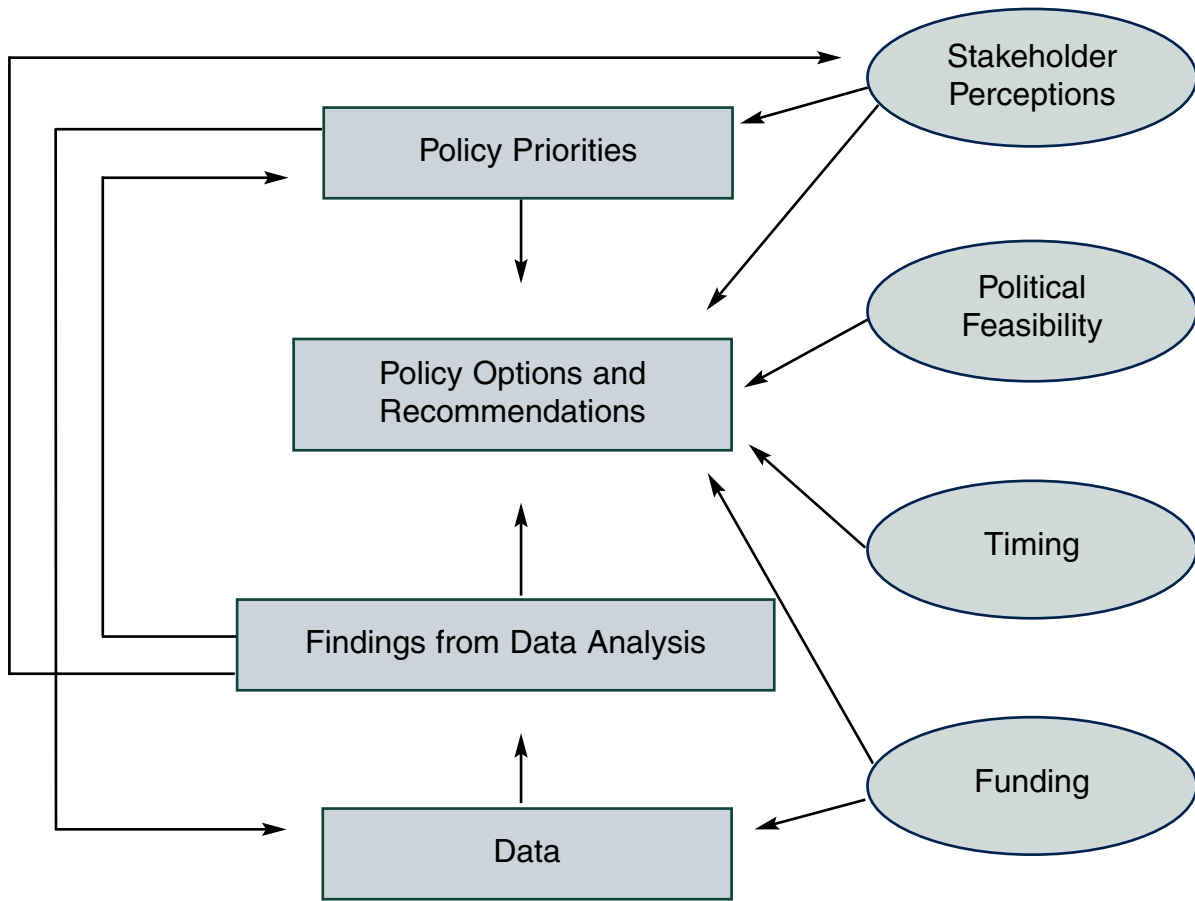 Stakeholder
Perceptions
Policy Priorities
Political
Feasibility
Policy Options and
Recommendations
Timing
Findings from Data Analysis
Funding
Data